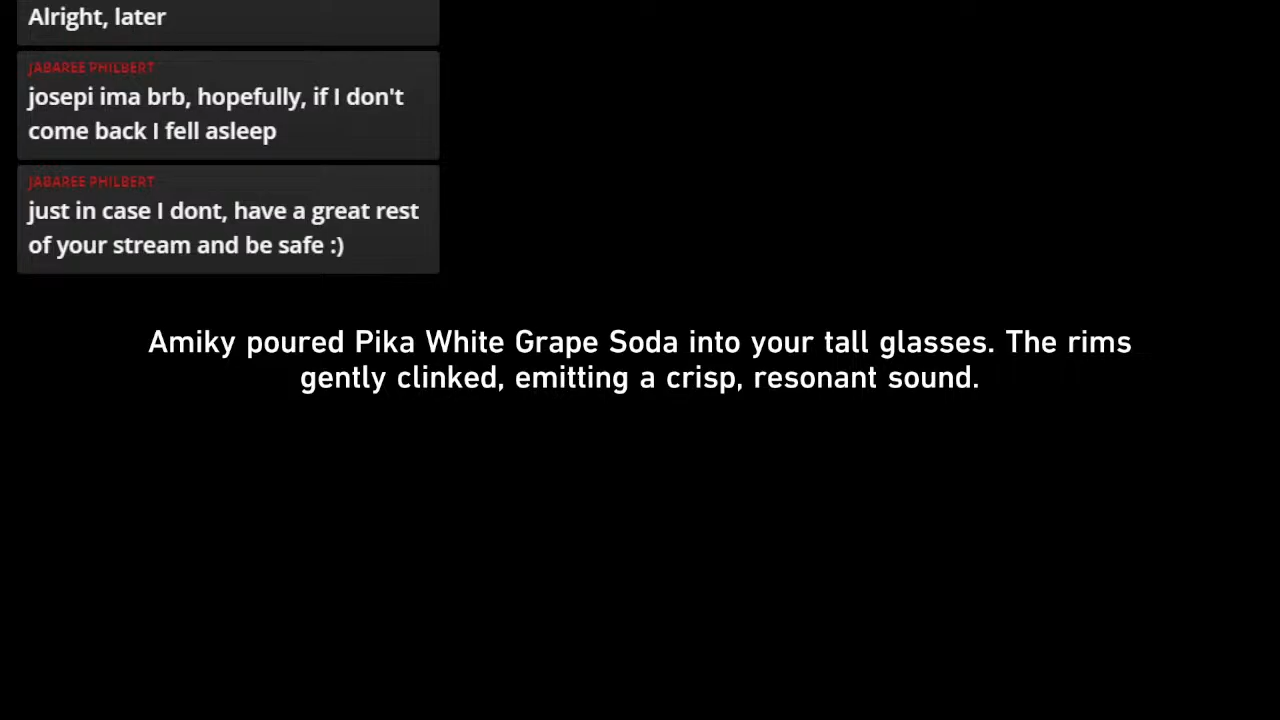 Alright, later
JABAREE PHILBERT
josepi ima brb, hopefully, if I don't
come back I fell asleep
JABAREE PHILBERT
just in case I dont, have a great rest
of your stream and be safe :)
Amiky poured Pika White Grape Soda into your tall glasses. The rims
gently clinked, emitting a crisp, resonant sound.